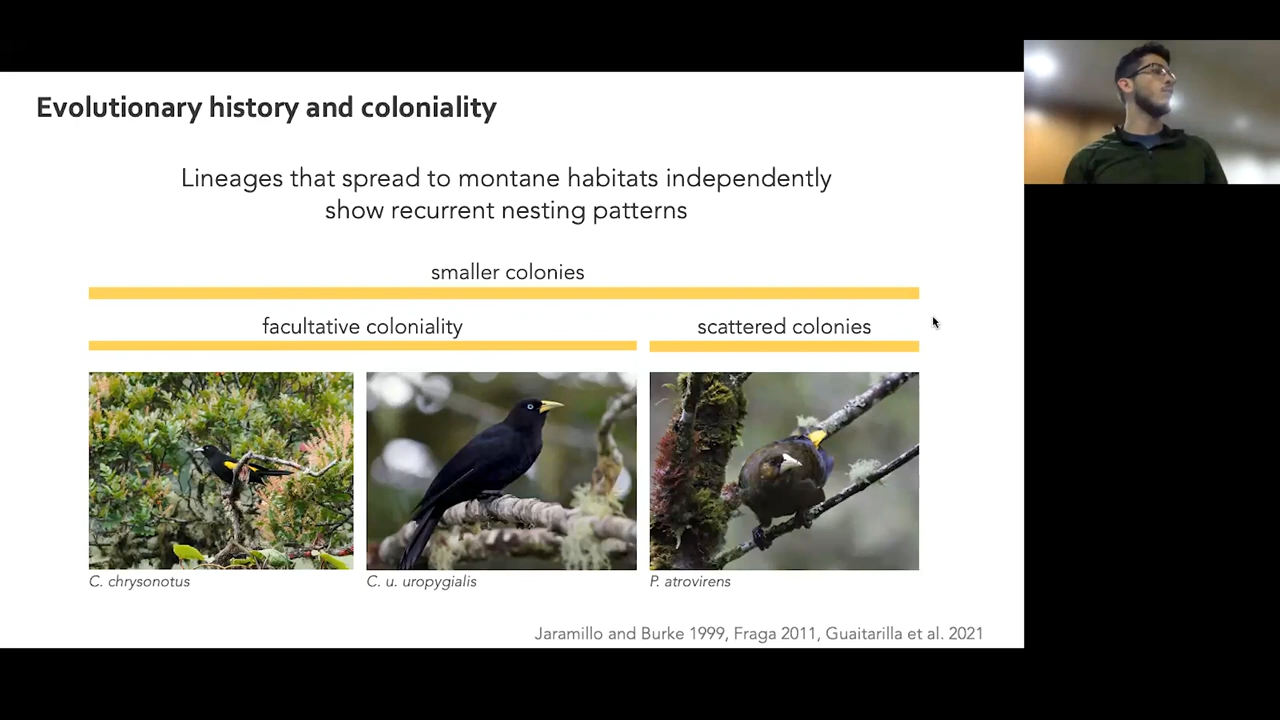 Evolutionary history and coloniality
Lineages that spread to montane habitats independently
show recurrent nesting patterns
smaller colonies
facultative coloniality
scattered colonies
C. chrysonotus
C. u. uropygialis
P. atrovirens
Jaramillo and Burke 1999, Fraga 2011, Guaitarilla et al. 2021